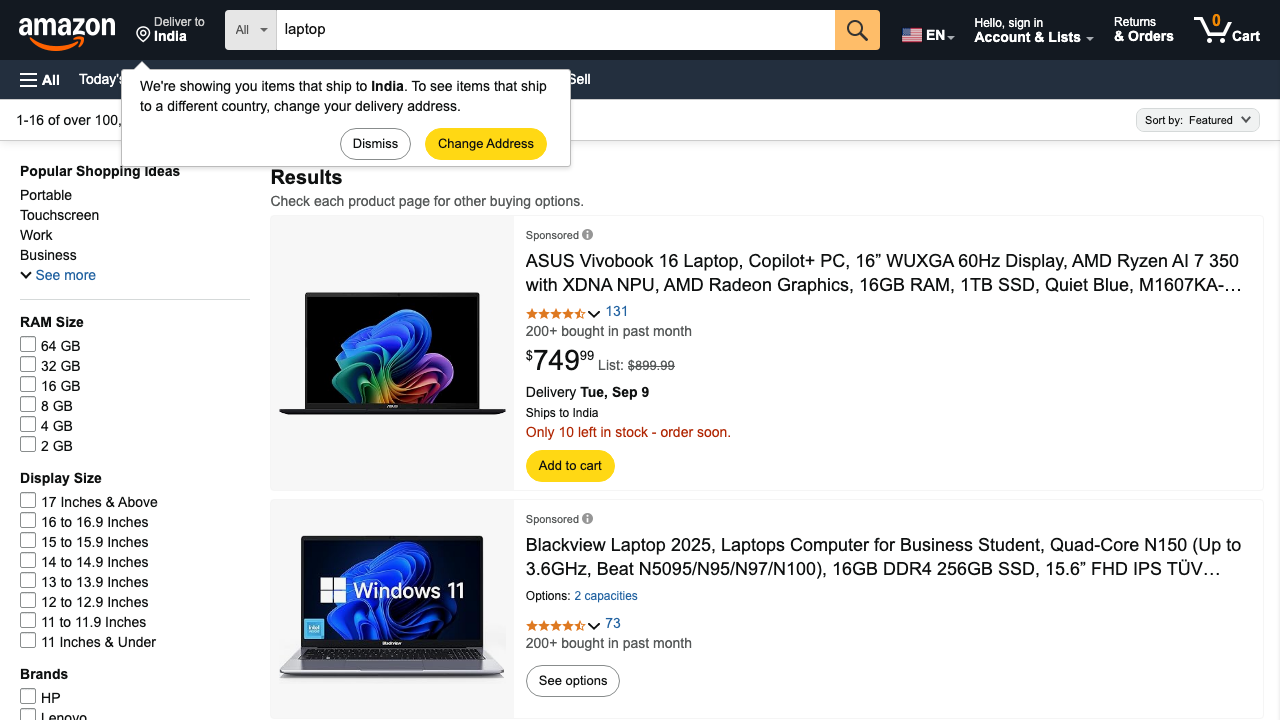 amazon
Deliver to
India
All
laptop
EN
Hello, sign in
Account & Lists
Returns
& Orders
0
Cart
All
Today's
Sell
We're showing you items that ship to India. To see items that ship
to a different country, change your delivery address.
Dismiss
Change Address
1-16 of over 100,
Sort by: Featured
Popular Shopping Ideas
Portable
Touchscreen
Work
Business
See more
RAM Size
64 GB
32 GB
16 GB
8 GB
4 GB
2 GB
Display Size
17 Inches & Above
16 to 16.9 Inches
15 to 15.9 Inches
14 to 14.9 Inches
13 to 13.9 Inches
12 to 12.9 Inches
11 to 11.9 Inches
11 Inches & Under
Brands
HP
Lenovo
Results
Check each product page for other buying options.
Sponsored
ASUS Vivobook 16 Laptop, Copilot+ PC, 16” WUXGA 60Hz Display, AMD Ryzen AI 7 350
with XDNA NPU, AMD Radeon Graphics, 16GB RAM, 1TB SSD, Quiet Blue, M1607KA-…
131
200+ bought in past month
$749.99 List: $899.99
Delivery Tue, Sep 9
Ships to India
Only 10 left in stock - order soon.
Add to cart
Windows 11
Blackview
Sponsored
Blackview Laptop 2025, Laptops Computer for Business Student, Quad-Core N150 (Up to
3.6GHz, Beat N5095/N95/N97/N100), 16GB DDR4 256GB SSD, 15.6” FHD IPS TÜV…
Options: 2 capacities
73
200+ bought in past month
See options